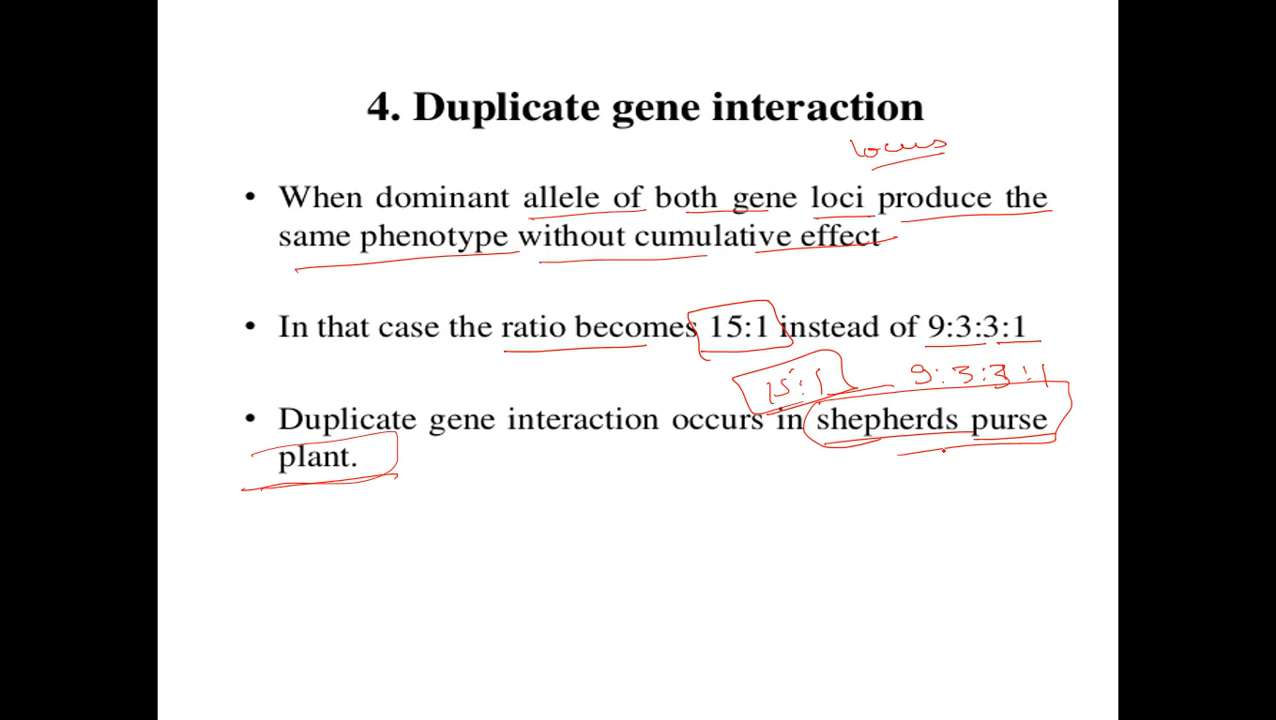 4. Duplicate gene interaction
locus
• When dominant allele of both gene loci produce the
same phenotype without cumulative effect
• In that case the ratio becomes 15:1 instead of 9:3:3:1
15:1 9:3:3:1
• Duplicate gene interaction occurs in shepherds purse
plant.